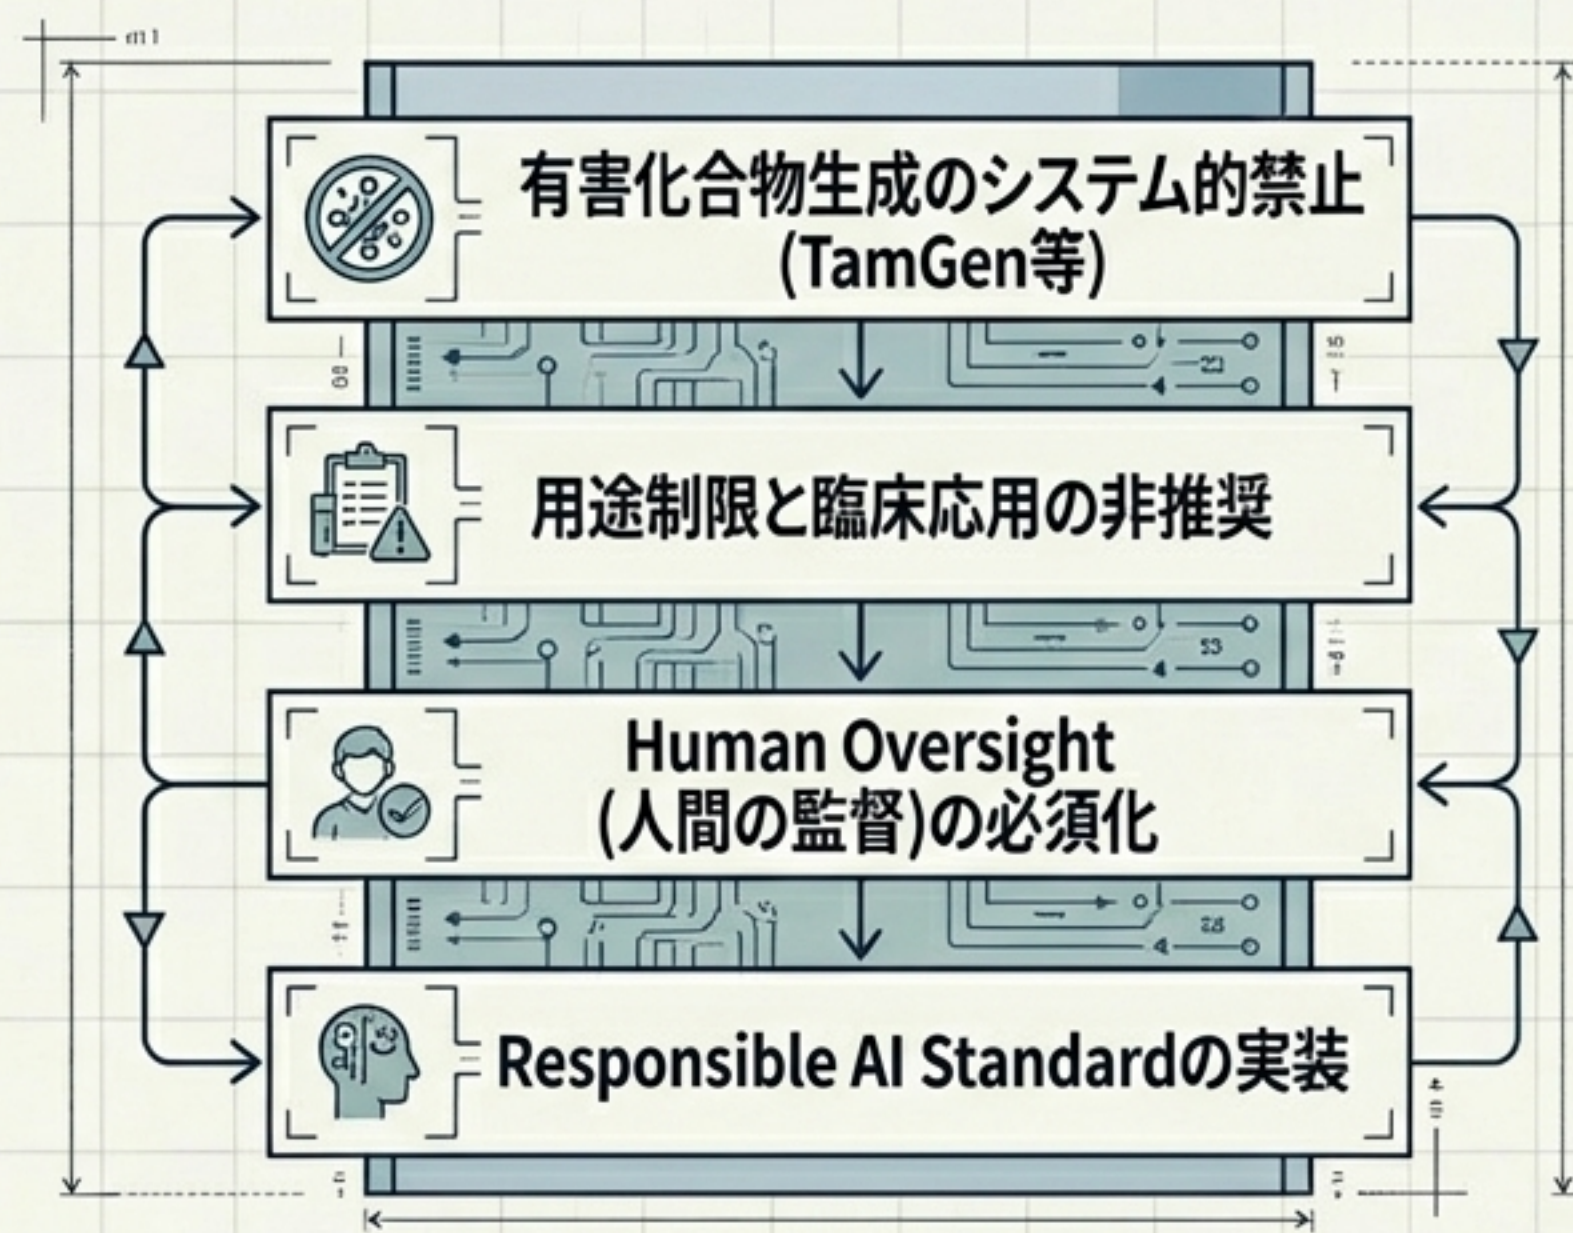 有害化合物生成のシステム的禁止
(TamGen等)
用途制限と臨床応用の非推奨
Human Oversight
(人間の監督)の必須化
Responsible AI Standardの実装